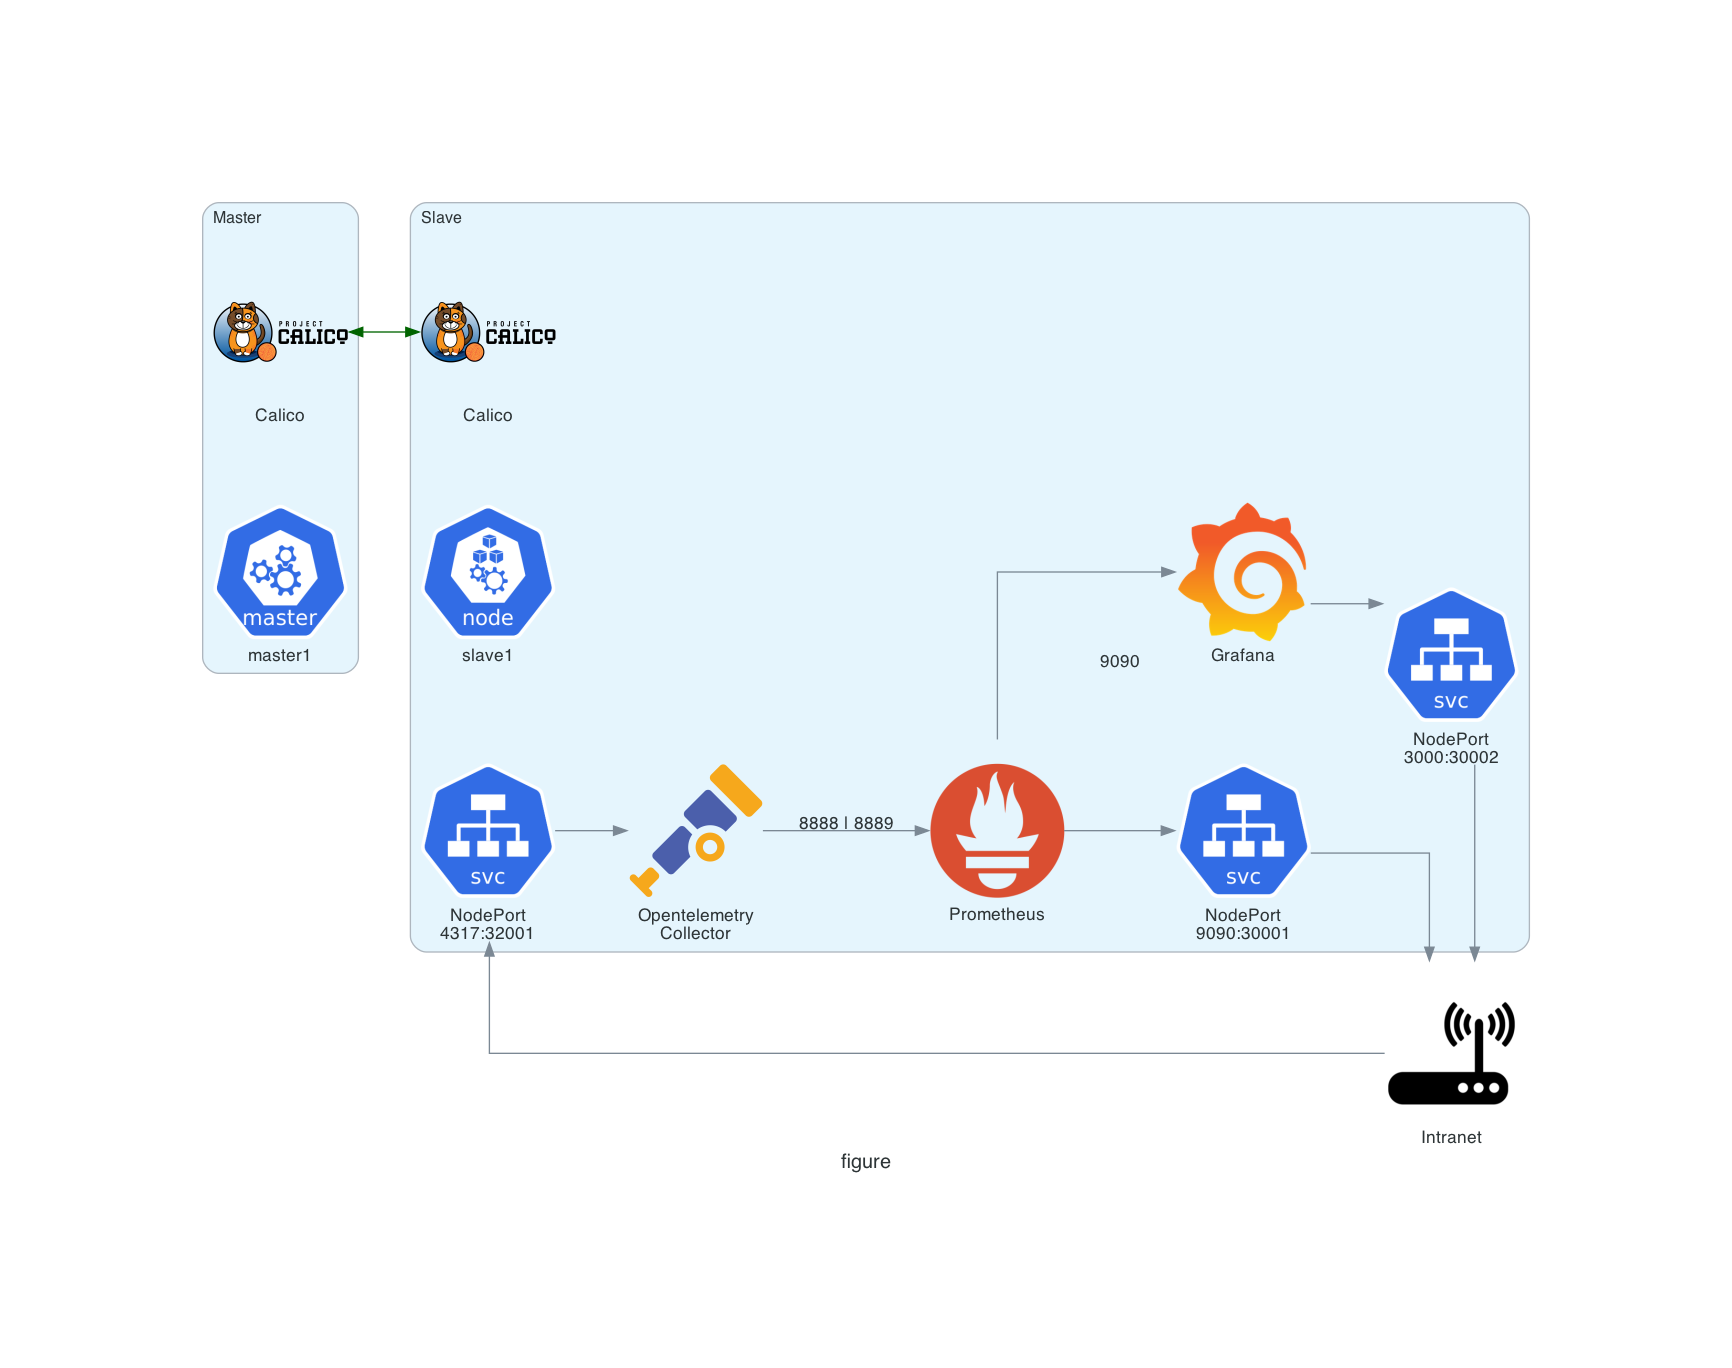 Master
Slave
PROJECT
CALICO
PROJECT
CALICO
Calico
Calico
master
master1
node
slave1
9090
Grafana
svc
NodePort
3000:30002
svc
NodePort
4317:32001
Opentelemetry
Collector
8888 | 8889
Prometheus
svc
NodePort
9090:30001
Intranet
figure